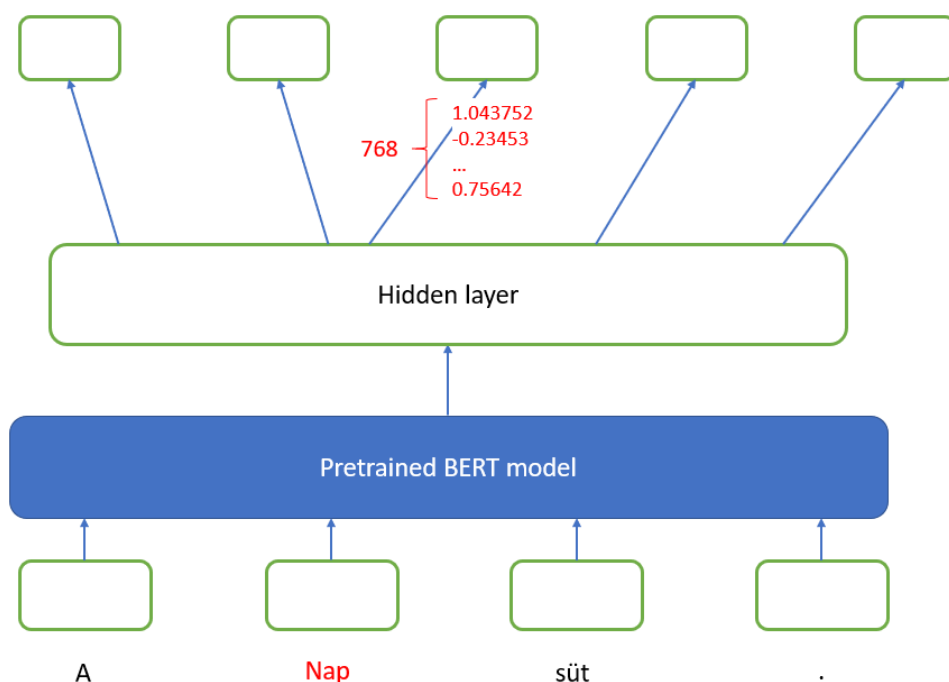 768
1.043752
-0.23453
...
0.75642
Hidden layer
Pretrained BERT model
A Nap süt .